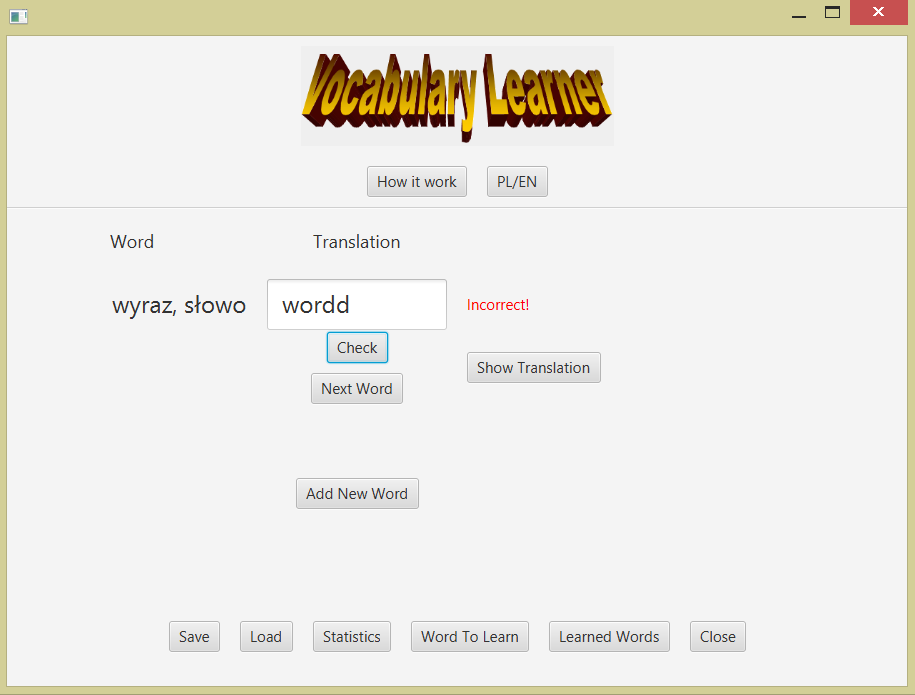 Vocabulary Learner
How it work PL/EN
Word Translation
wyraz, słowo wordd Incorrect!
Check
Show Translation
Next Word
Add New Word
Save Load Statistics Word To Learn Learned Words Close